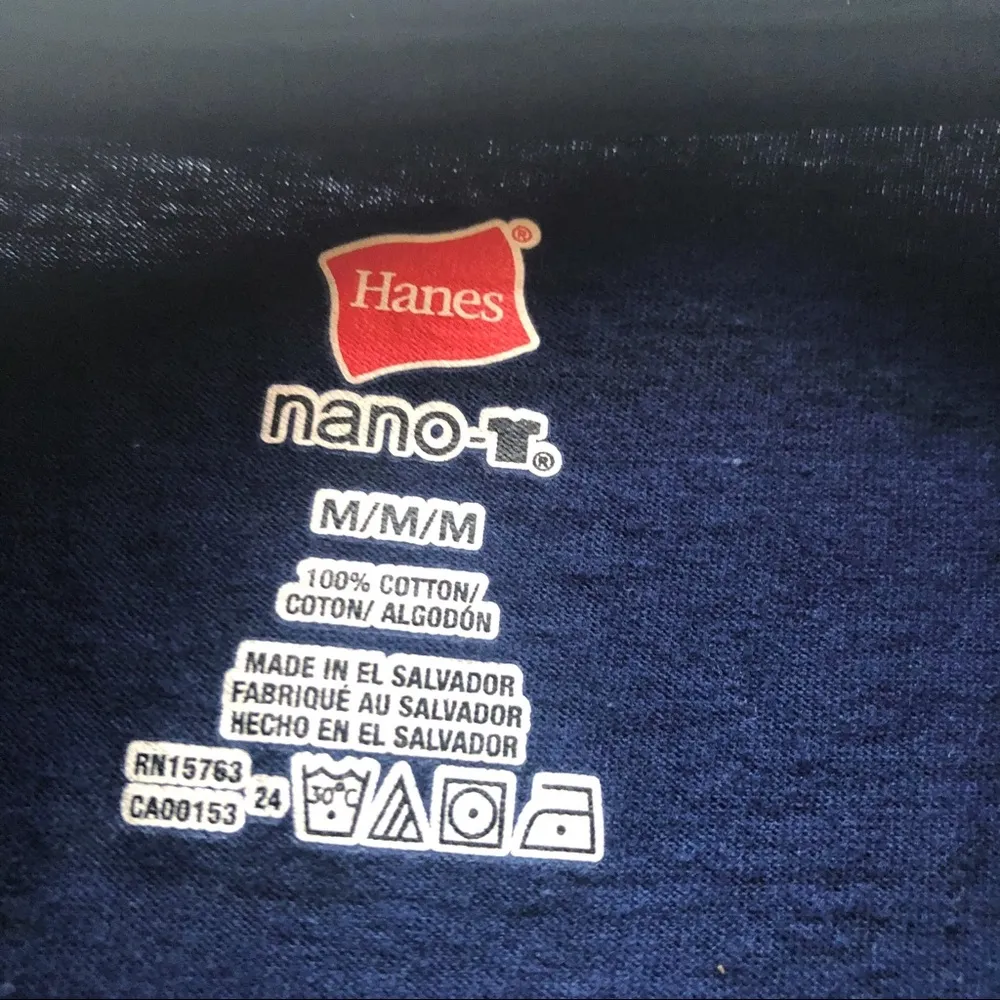 Hanes®
nano-T®
M/M/M
100% COTTON/
COTON/ ALGODÓN
MADE IN EL SALVADOR
FABRIQUÉ AU SALVADOR
HECHO EN EL SALVADOR
RN15763
CA00153 24
30°C